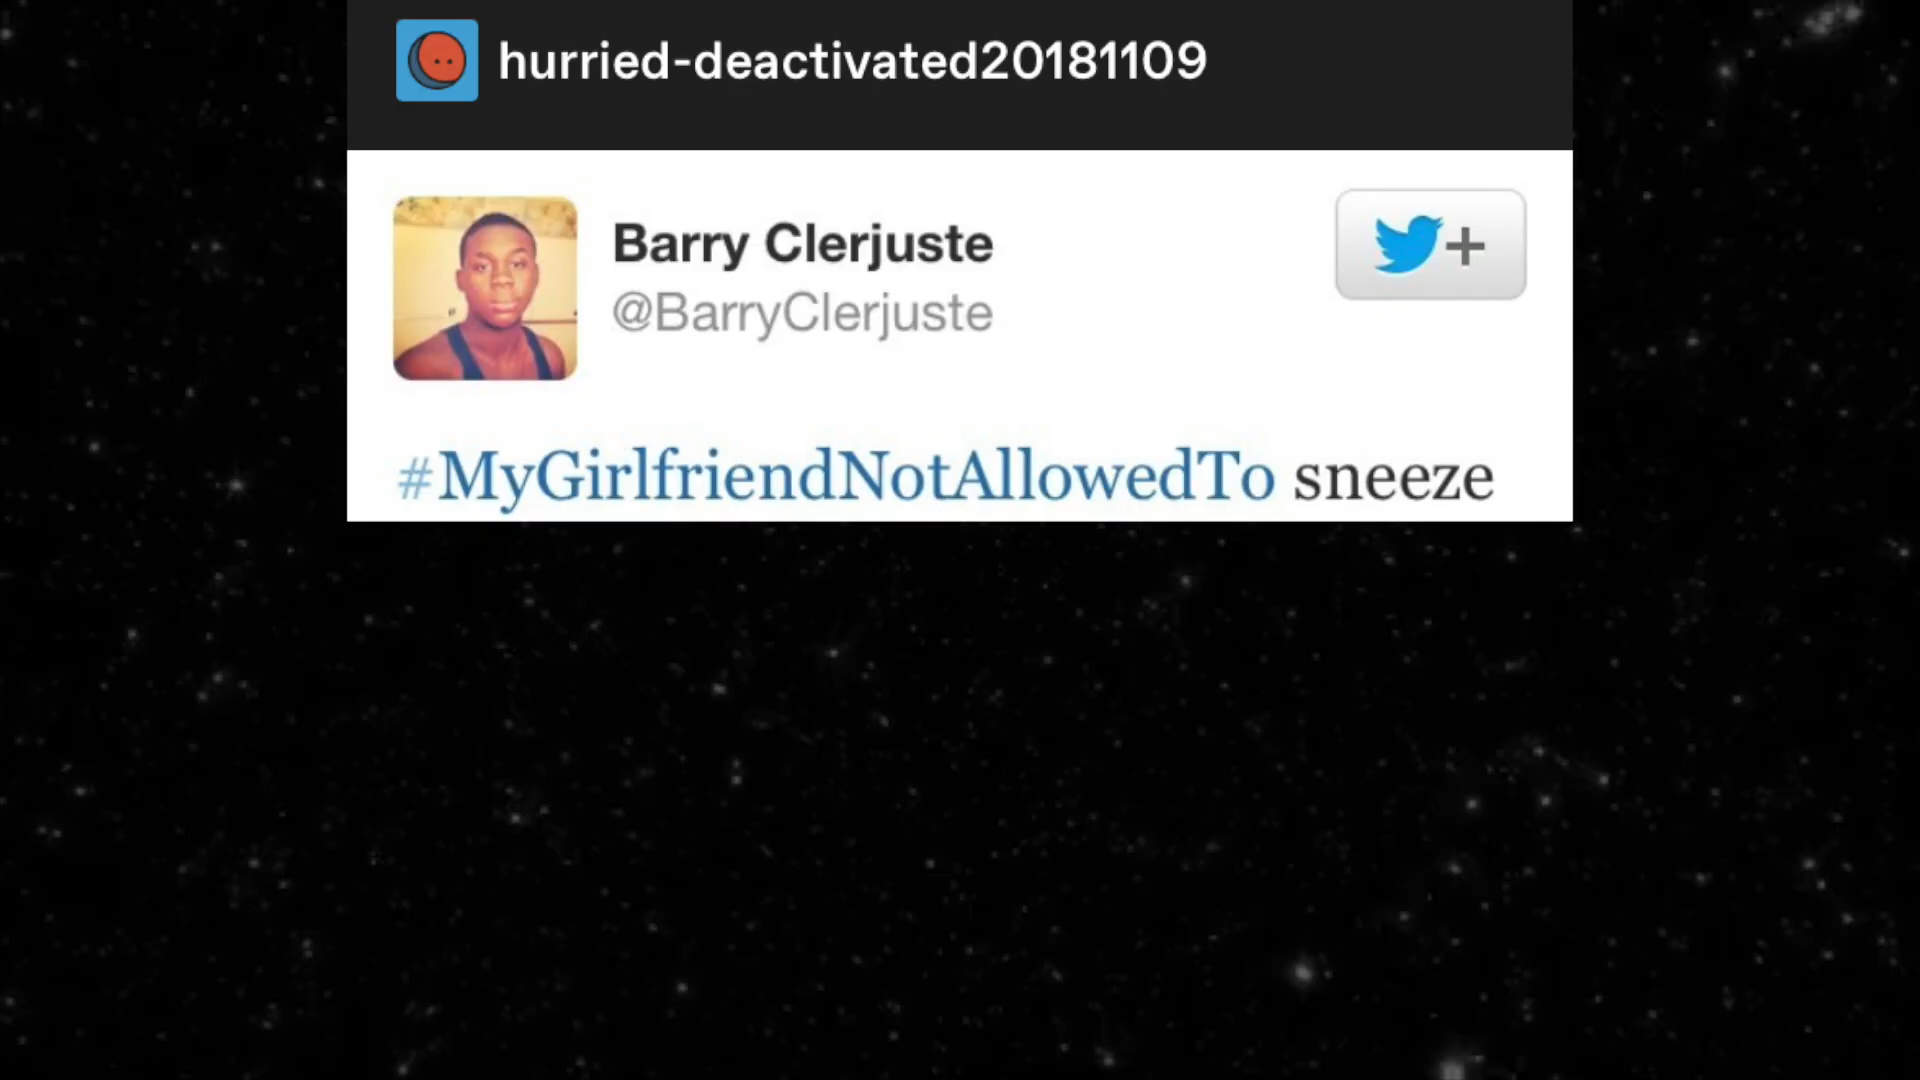 hurried-deactivated20181109
Barry Clerjuste
@BarryClerjuste
+
#MyGirlfriendNotAllowedTo sneeze